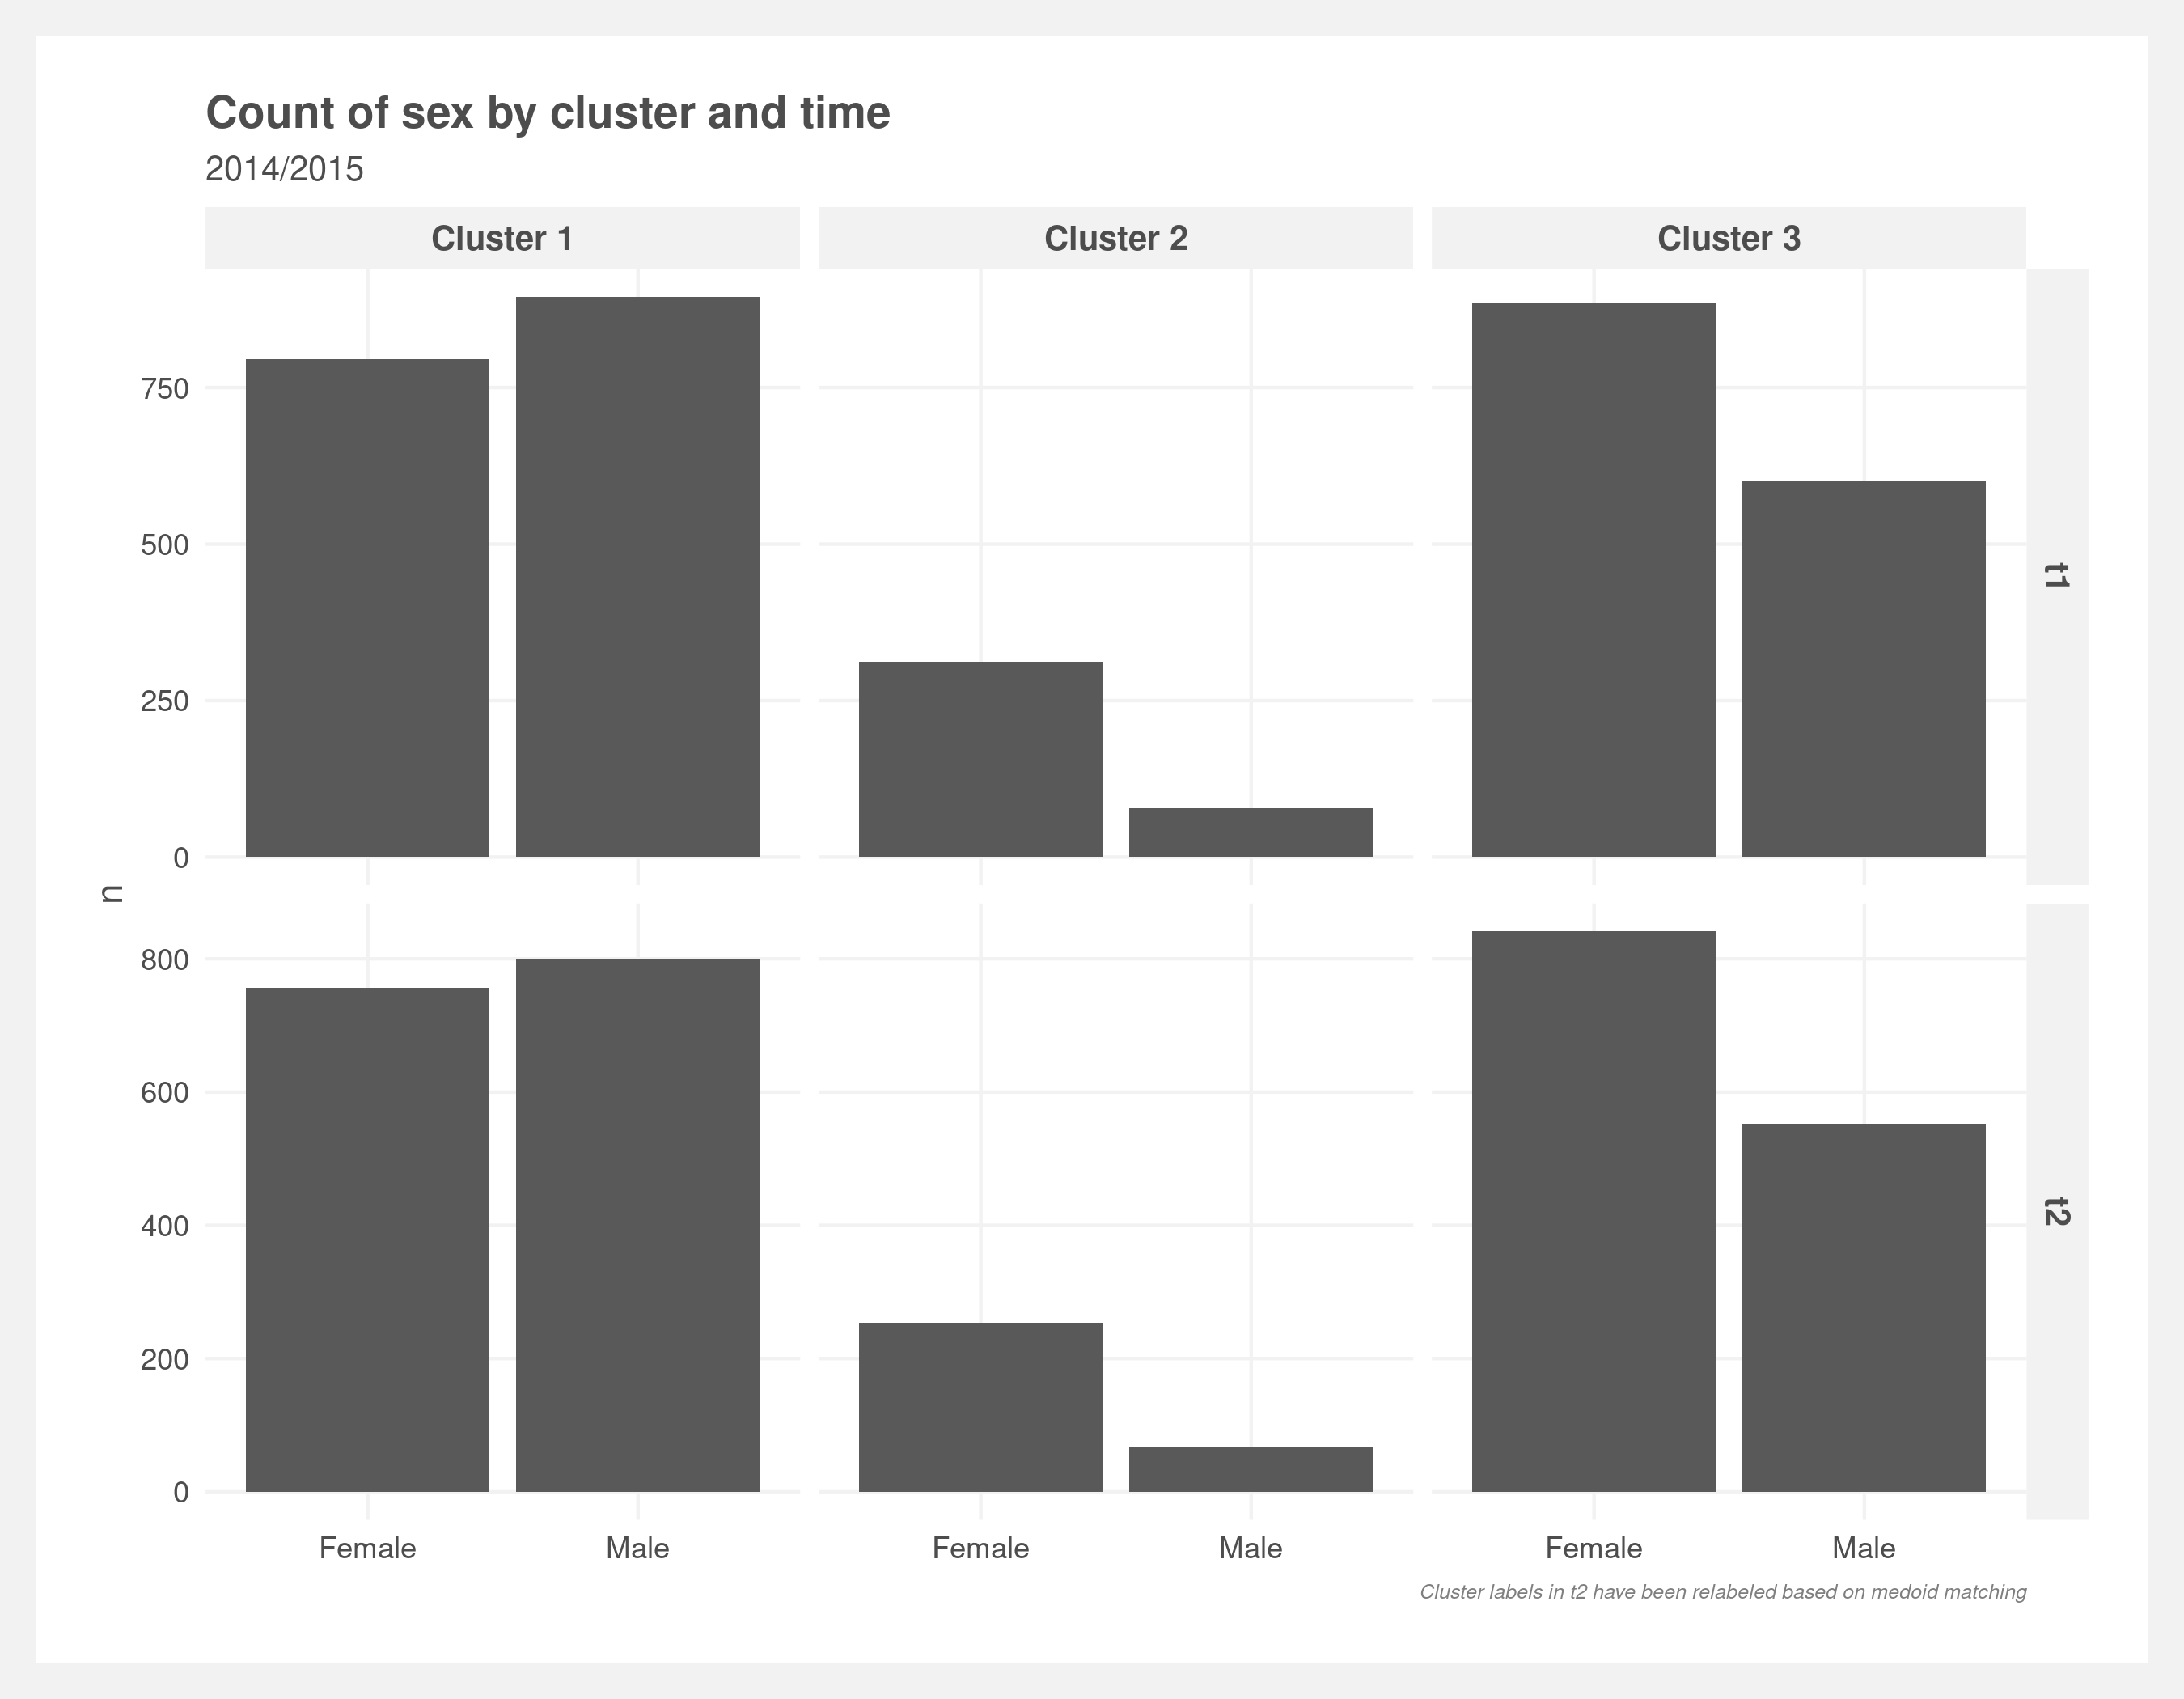 Count of sex by cluster and time
2014/2015
Cluster 1 Cluster 2 Cluster 3
750
500
250
0
t1
n
800
600
400
200
0
t2
Female Male Female Male Female Male
Cluster labels in t2 have been relabeled based on medoid matching